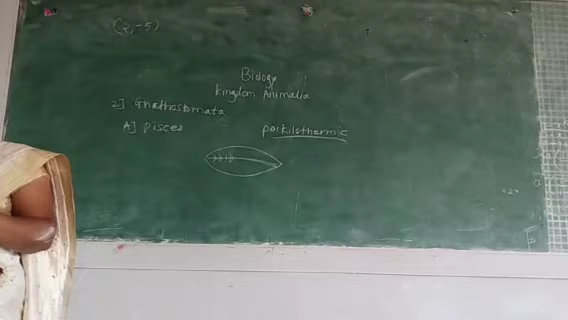 (2,-5)
Biology
Kingdom Animalia
2] Gnathostomata
A] Pisces
poikilothermic